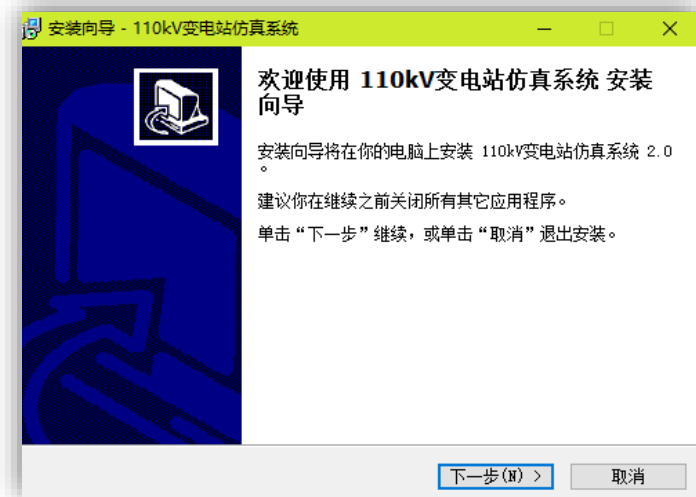 安装向导 - 110kV变电站仿真系统
欢迎使用 110kV变电站仿真系统 安装
向导
安装向导将在你的电脑上安装 110kV变电站仿真系统 2.0
。
建议你在继续之前关闭所有其它应用程序。
单击“下一步”继续，或单击“取消”退出安装。
下一步(N) >
取消